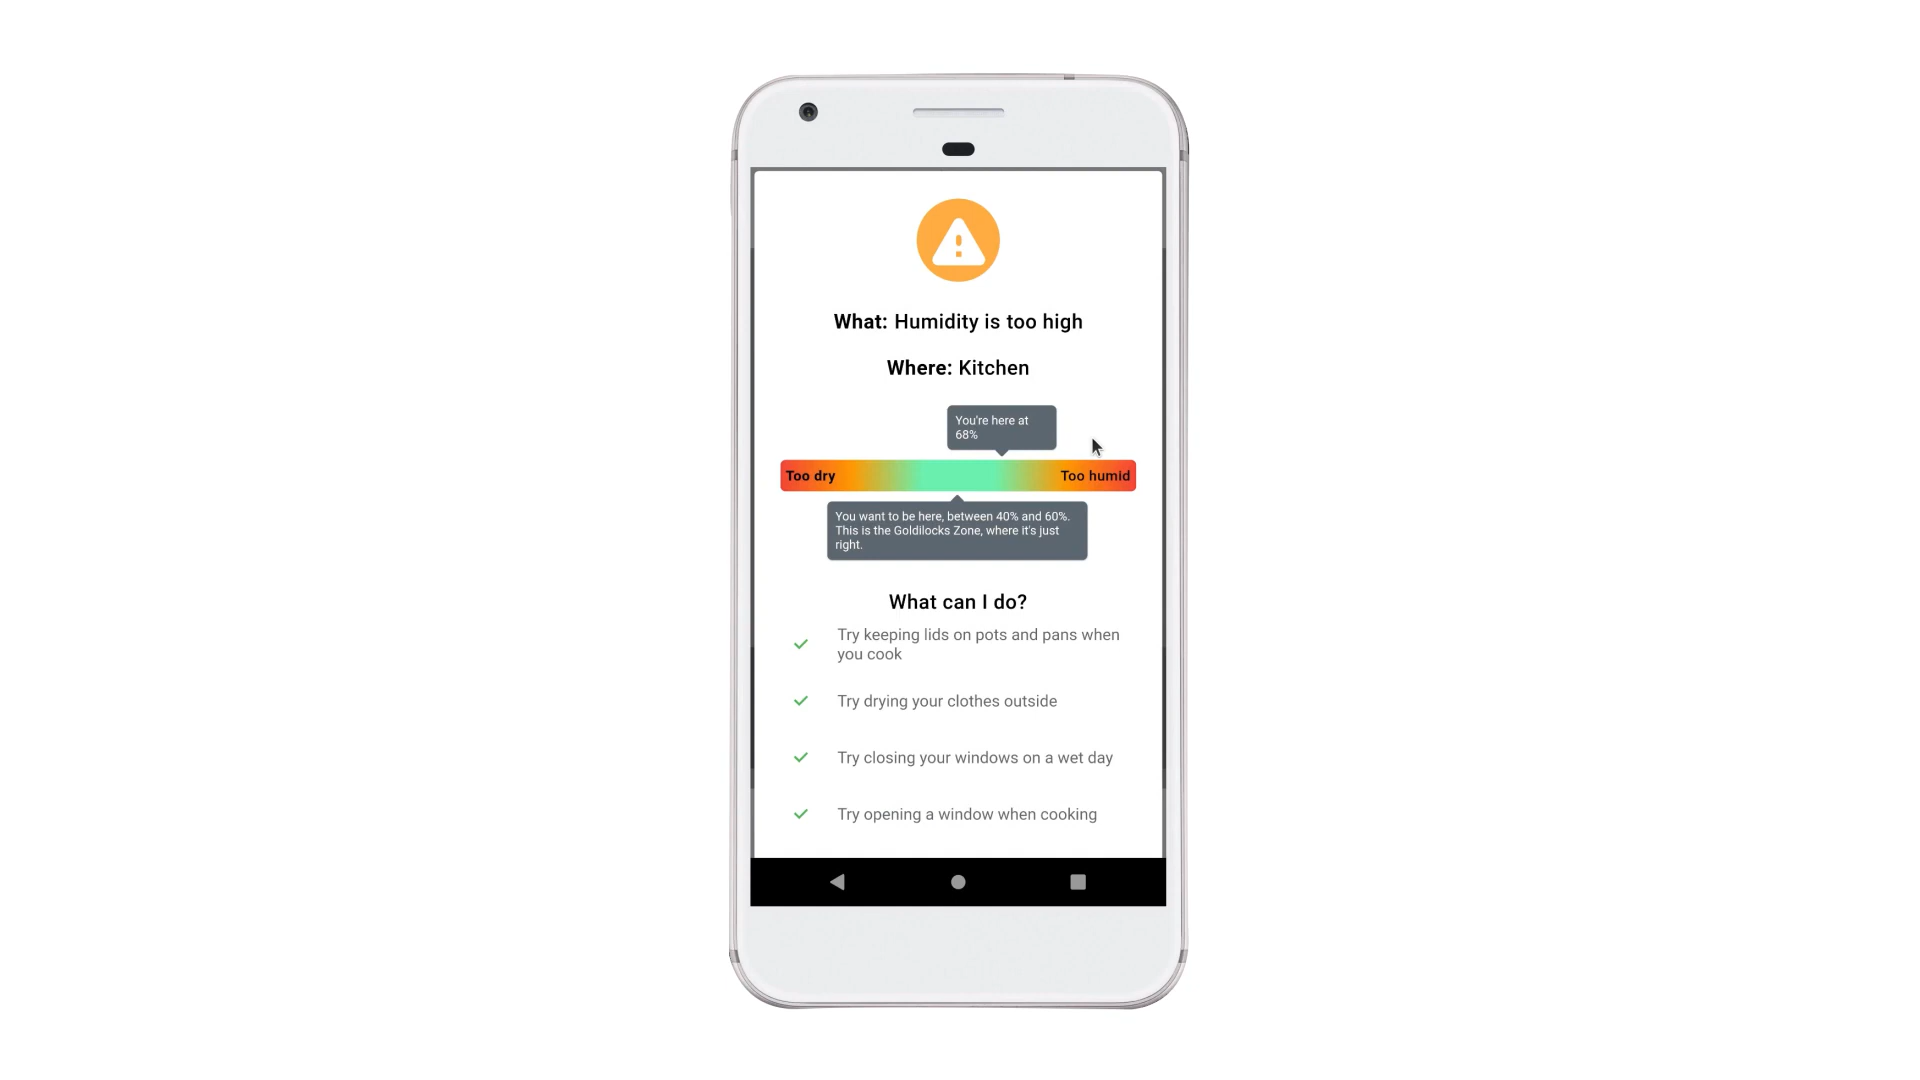 What: Humidity is too high
Where: Kitchen
You're here at
68%
Too dry
Too humid
You want to be here, between 40% and 60%.
This is the Goldilocks Zone, where it's just
right.
What can I do?
Try keeping lids on pots and pans when
you cook
Try drying your clothes outside
Try closing your windows on a wet day
Try opening a window when cooking